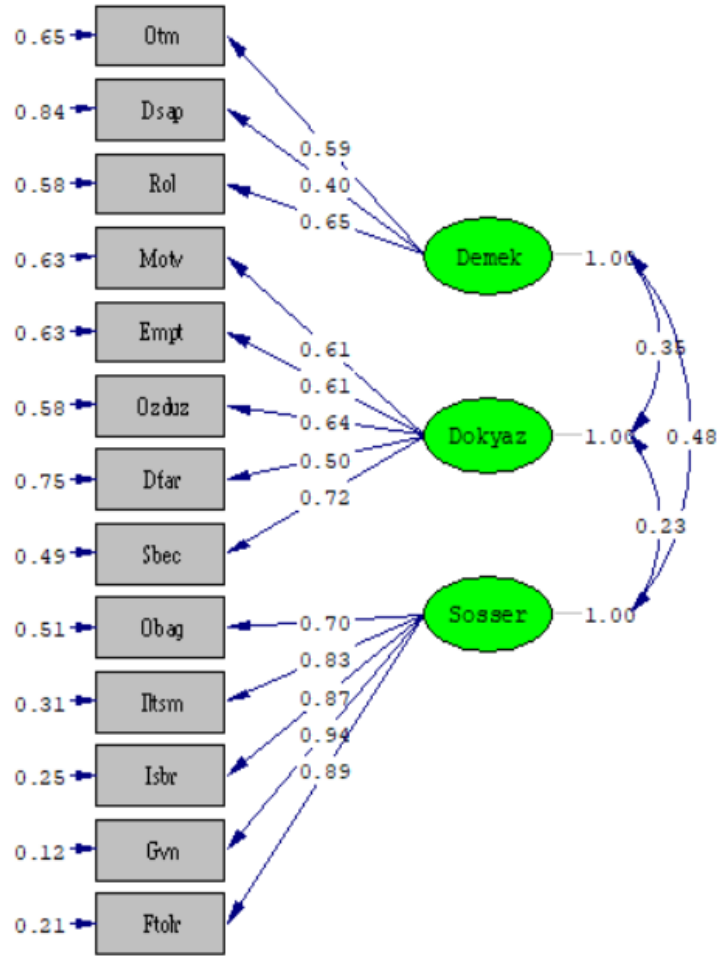 0.65 Otm
0.84 Dsap
0.59
0.40
0.58 Rol
0.65
0.63 Motv
Demek 1.00
0.63 Empt
0.61
0.35
0.61
0.58 Ozduz
0.64
Dokyaz 1.00 0.48
0.50
0.75 Dfar
0.72
0.23
0.49 Sbec
0.51 Obag
0.70
Sosser 1.00
0.83
0.31
0.87
0.94
0.25 Isbr
0.89
0.12 Gvn
0.21